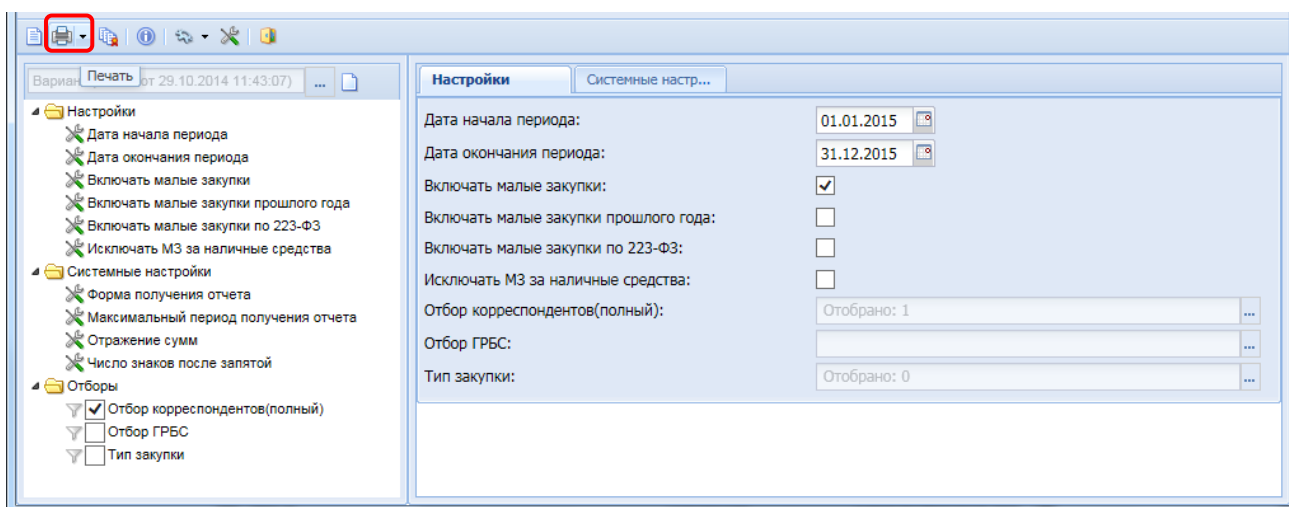 Вариан
Печать
от 29.10.2014 11:43:07)
...
Настройки
Дата начала периода
Дата окончания периода
Включать малые закупки
Включать малые закупки прошлого года
Включать малые закупки по 223-ФЗ
Исключать МЗ за наличные средства
Системные настройки
Форма получения отчета
Максимальный период получения отчета
Отражение сумм
Число знаков после запятой
Отборы
Отбор корреспондентов(полный)
Отбор ГРБС
Тип закупки
Настройки
Системные настр...
Дата начала периода: 01.01.2015
Дата окончания периода: 31.12.2015
Включать малые закупки:
Включать малые закупки прошлого года:
Включать малые закупки по 223-ФЗ:
Исключать МЗ за наличные средства:
Отбор корреспондентов(полный): Отобрано: 1 ...
Отбор ГРБС: ...
Тип закупки: Отобрано: 0 ...